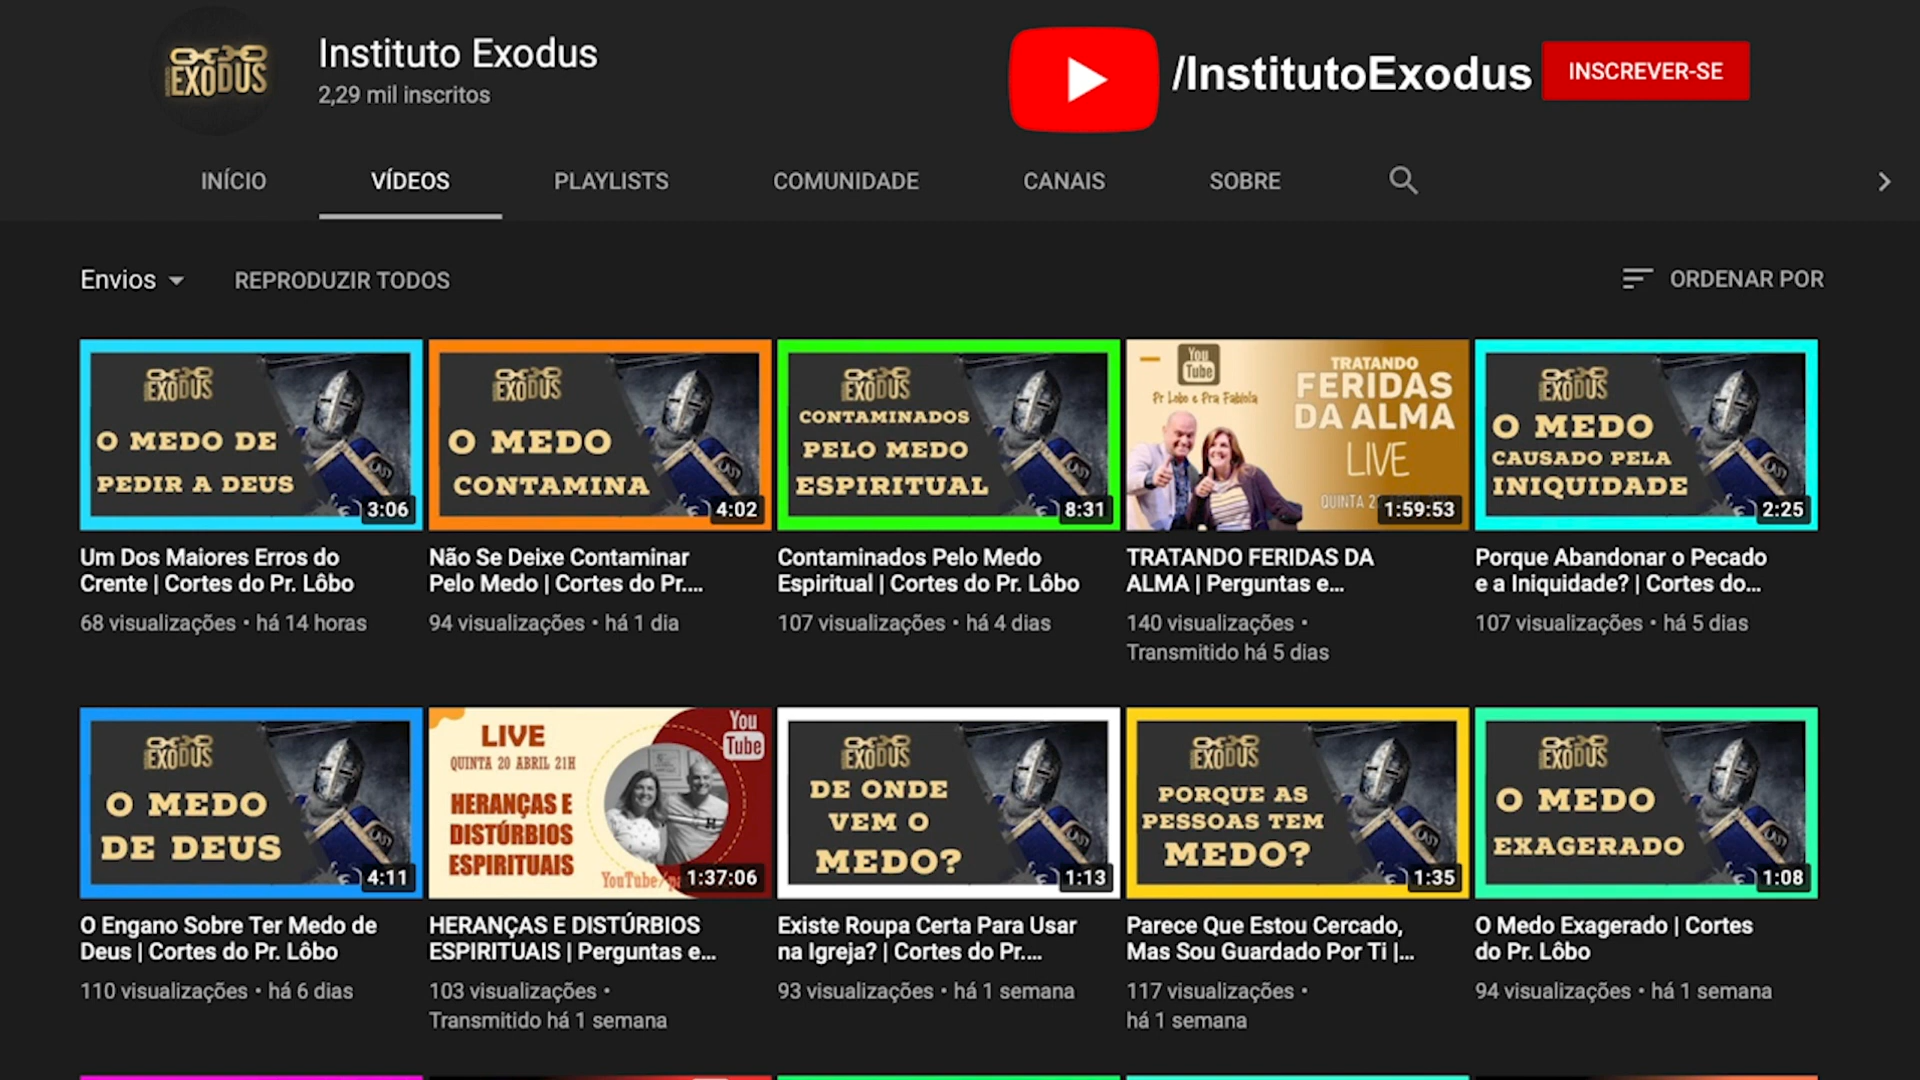 EXODUS
Instituto Exodus
2,29 mil inscritos
/InstitutoExodus
INSCREVER-SE
INÍCIO
VÍDEOS
PLAYLISTS
COMUNIDADE
CANAIS
SOBRE
Envios
REPRODUZIR TODOS
ORDENAR POR
EXODUS
O MEDO DE
PEDIR A DEUS
3:06
Um Dos Maiores Erros do
Crente | Cortes do Pr. Lôbo
68 visualizações • há 14 horas
EXODUS
O MEDO
CONTAMINA
4:02
Não Se Deixe Contaminar
Pelo Medo | Cortes do Pr....
94 visualizações • há 1 dia
EXODUS
CONTAMINADOS
PELO MEDO
ESPIRITUAL
8:31
Contaminados Pelo Medo
Espiritual | Cortes do Pr. Lôbo
107 visualizações • há 4 dias
You
Tube
Pr Lobo e Pra Fabiola
TRATANDO
FERIDAS
DA ALMA
LIVE
QUINTA
1:59:53
TRATANDO FERIDAS DA
ALMA | Perguntas e...
140 visualizações •
Transmitido há 5 dias
EXODUS
O MEDO
CAUSADO PELA
INIQUIDADE
2:25
Porque Abandonar o Pecado
e a Iniquidade? | Cortes do...
107 visualizações • há 5 dias
EXODUS
O MEDO
DE DEUS
4:11
O Engano Sobre Ter Medo de
Deus | Cortes do Pr. Lôbo
110 visualizações • há 6 dias
LIVE
QUINTA 20 ABRIL 21H
HERANÇAS E
DISTÚRBIOS
ESPIRITUAIS
You
Tube
YouTube/
1:37:06
HERANÇAS E DISTÚRBIOS
ESPIRITUAIS | Perguntas e...
103 visualizações •
Transmitido há 1 semana
EXODUS
DE ONDE
VEM O
MEDO?
1:13
Existe Roupa Certa Para Usar
na Igreja? | Cortes do Pr....
93 visualizações • há 1 semana
EXODUS
PORQUE AS
PESSOAS TEM
MEDO?
1:35
Parece Que Estou Cercado,
Mas Sou Guardado Por Ti |...
117 visualizações •
há 1 semana
EXODUS
O MEDO
EXAGERADO
1:08
O Medo Exagerado | Cortes
do Pr. Lôbo
94 visualizações • há 1 semana